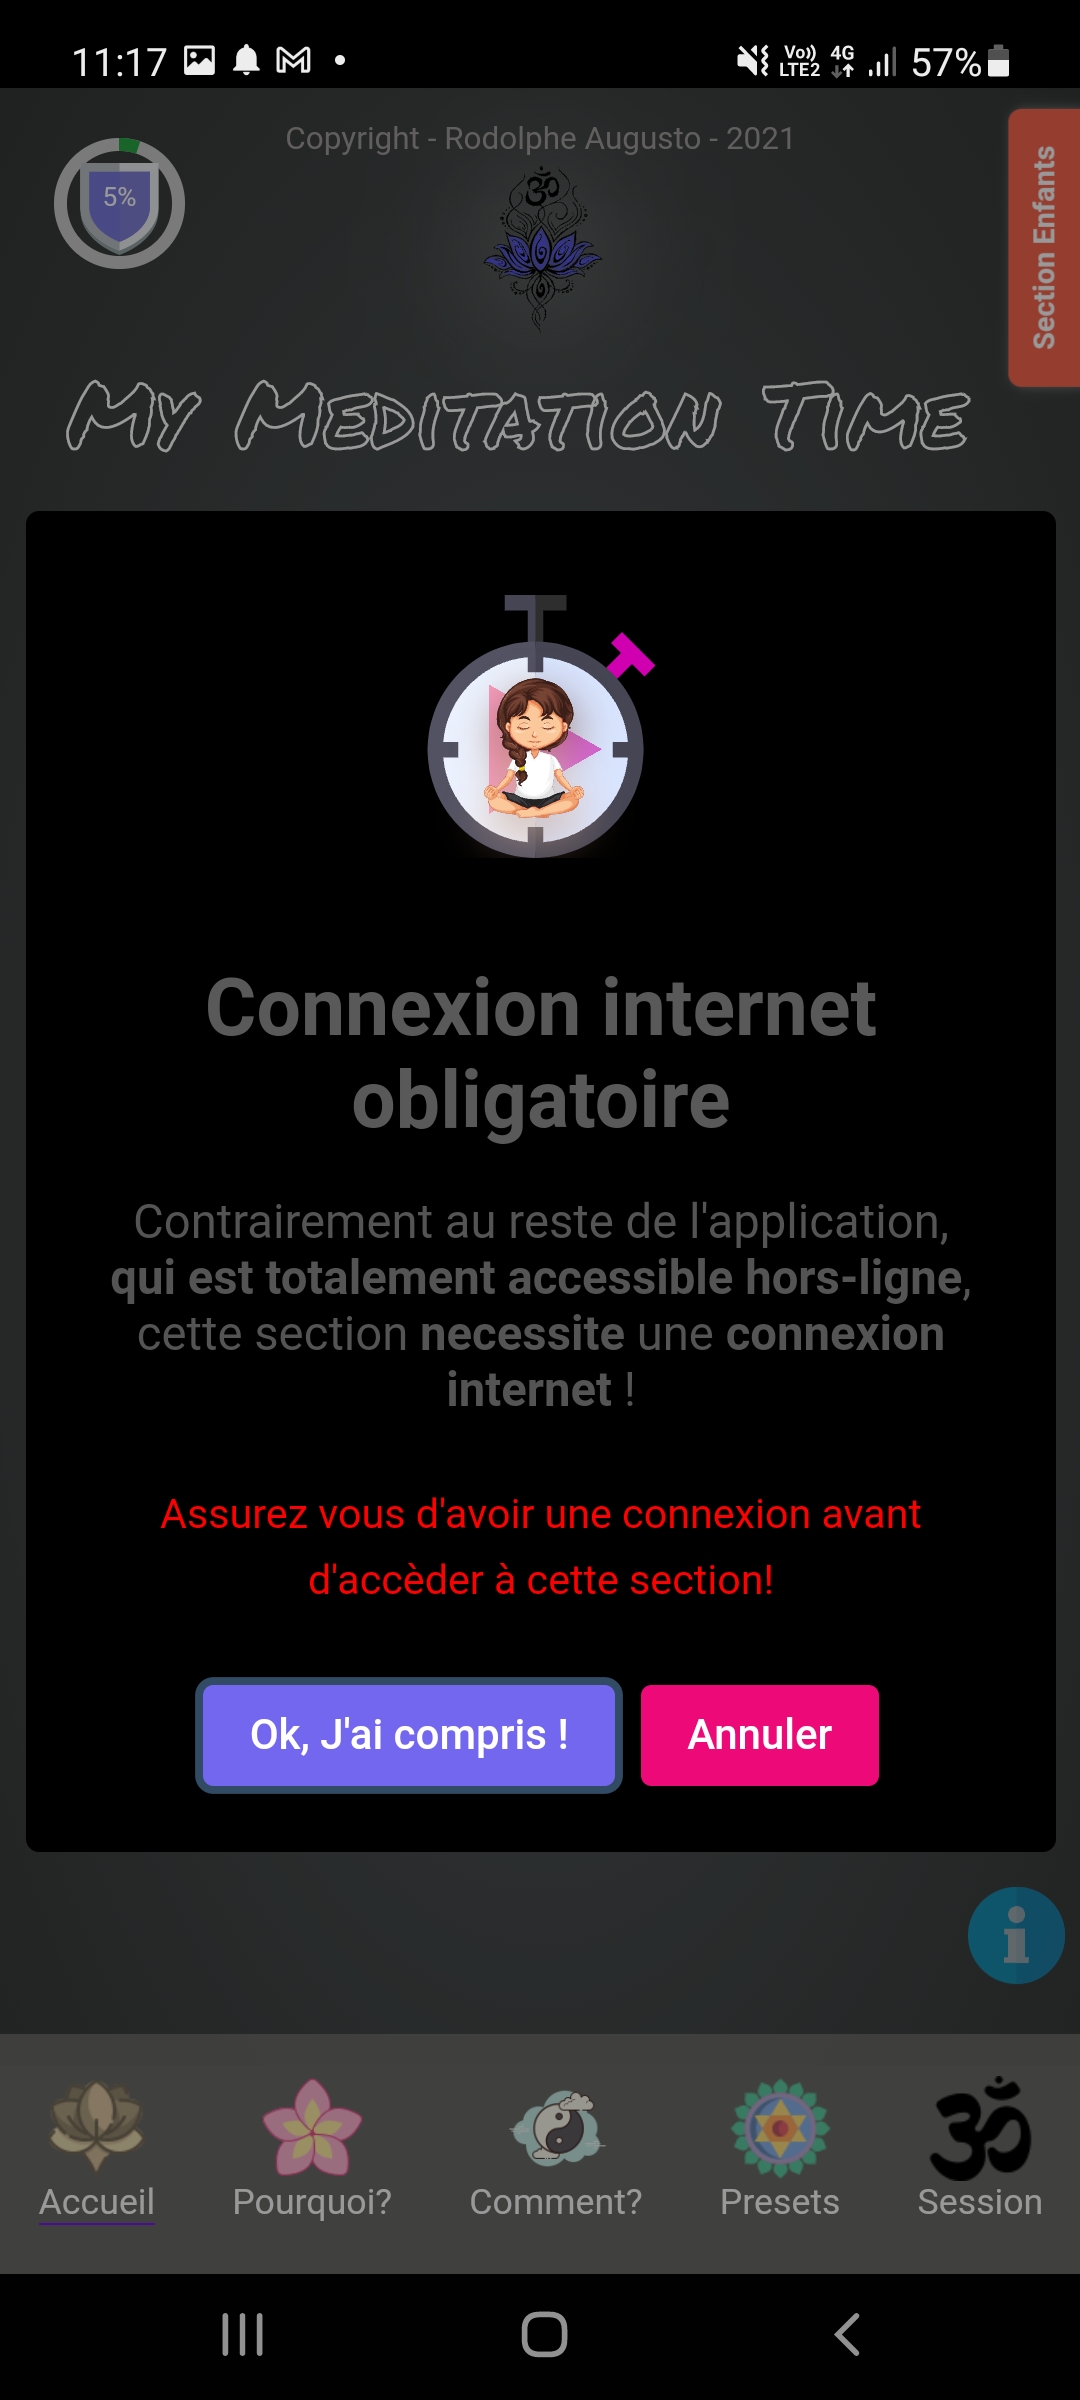 11:17
Vo)) LTE2 4G 57%
Copyright - Rodolphe Augusto - 2021
5%
Section Enfants
My Meditation Time
Connexion internet
obligatoire
Contrairement au reste de l'application,
qui est totalement accessible hors-ligne,
cette section necessite une connexion
internet !
Assurez vous d'avoir une connexion avant
d'accèder à cette section!
Ok, J'ai compris !
Annuler
Accueil
Pourquoi?
Comment?
Presets
Session